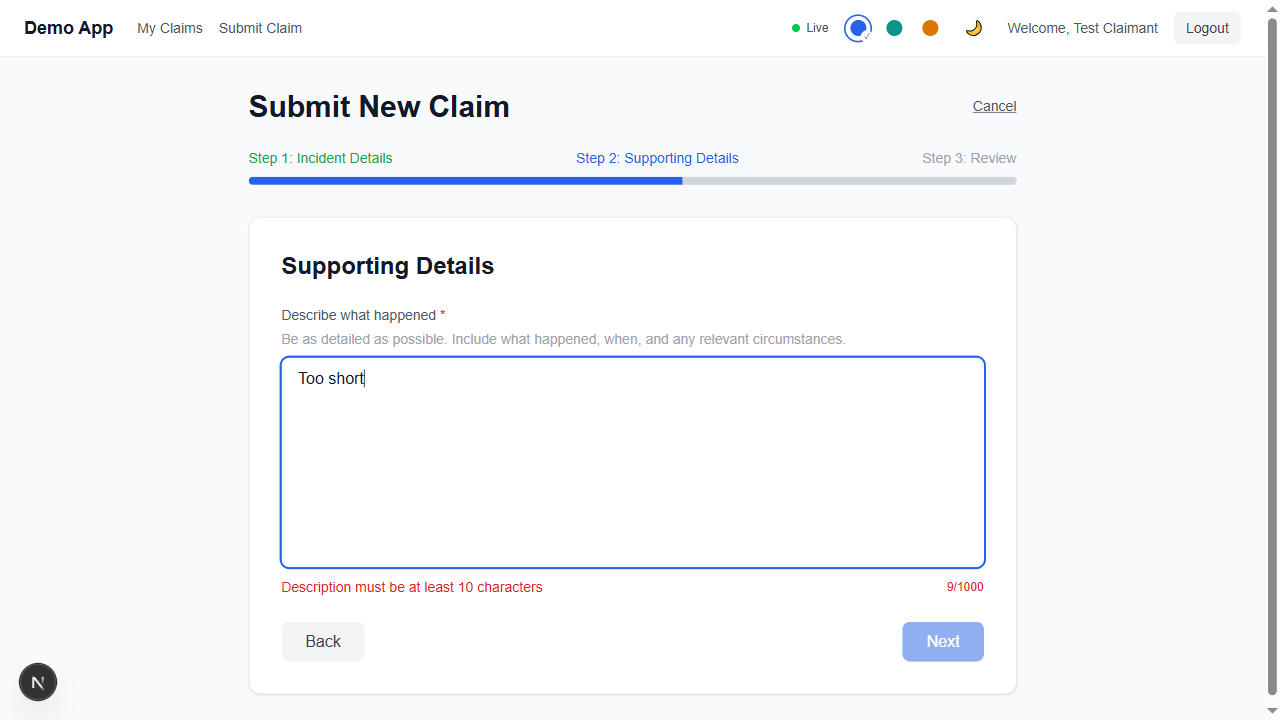 Demo App My Claims Submit Claim Live Welcome, Test Claimant Logout
Submit New Claim Cancel
Step 1: Incident Details Step 2: Supporting Details Step 3: Review
Supporting Details
Describe what happened *
Be as detailed as possible. Include what happened, when, and any relevant circumstances.
Too short
Description must be at least 10 characters 9/1000
Back Next
N